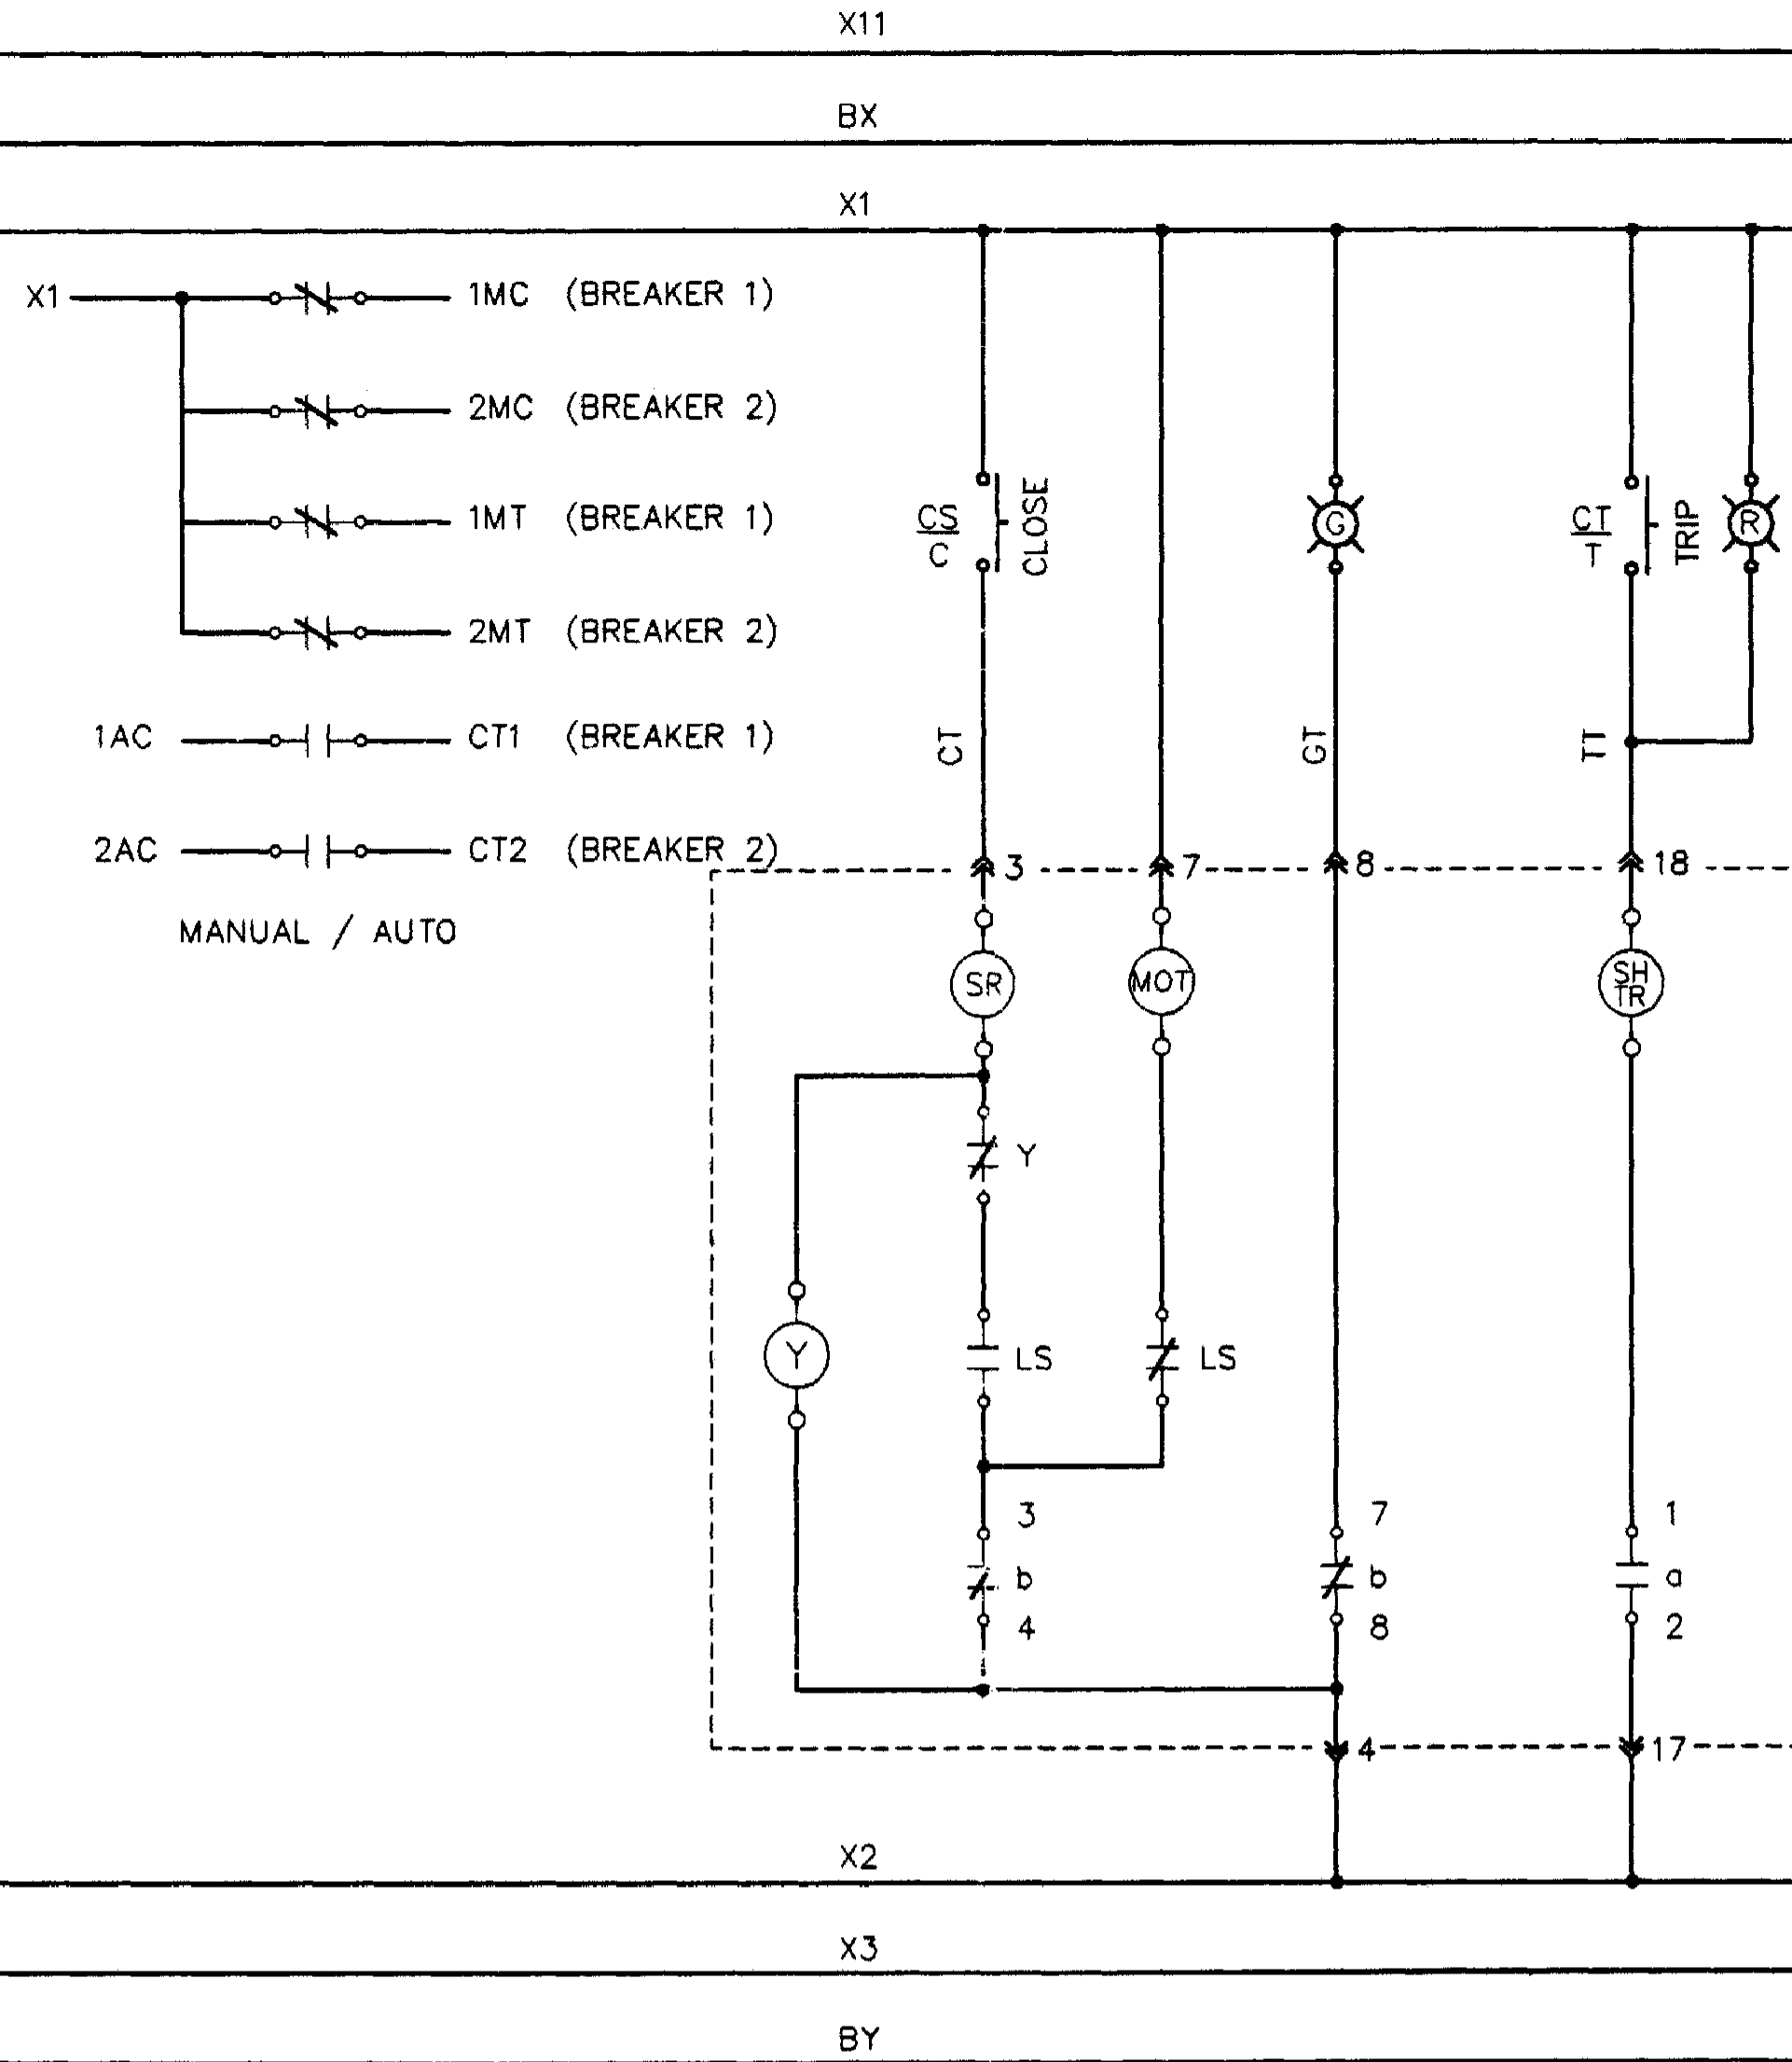 X11
BX
X1
X1 1MC (BREAKER 1)
2MC (BREAKER 2)
1MT (BREAKER 1)
2MT (BREAKER 2)
1AC CT1 (BREAKER 1)
2AC CT2 (BREAKER 2)
MANUAL / AUTO
CS
C
CLOSE
G
CT
T
TRIP
R
CT
GT
TT
3
7
8
18
SR
MOT
SH
TR
Y
Y
LS
LS
3
b
4
7
b
8
1
a
2
4
17
X2
X3
BY